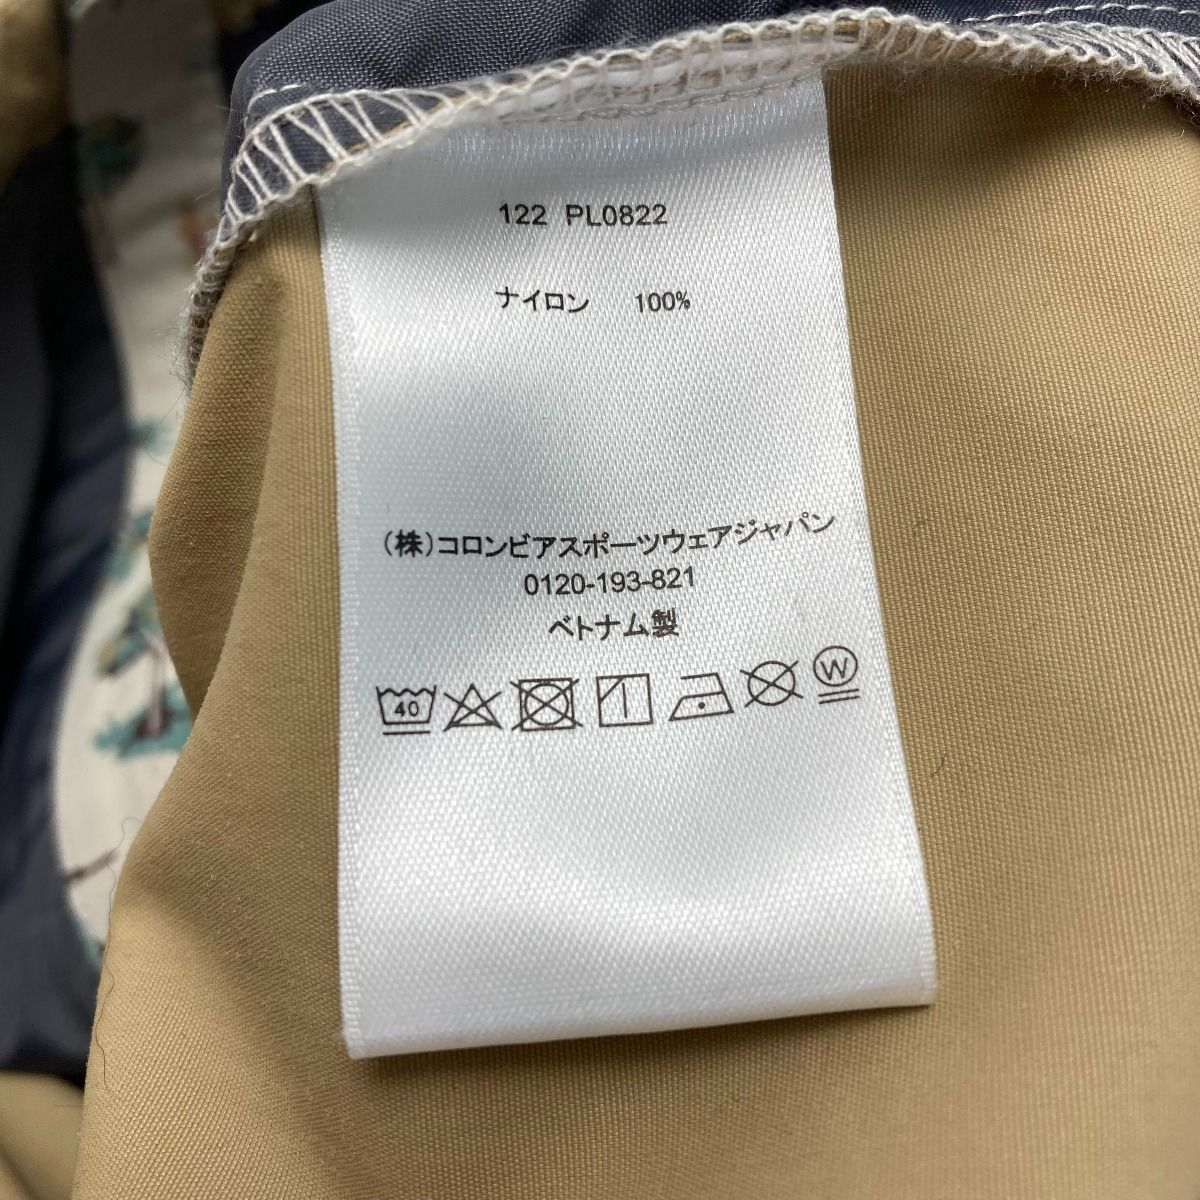 122 PL0822
ナイロン 100%
(株)コロンビアスポーツウェアジャパン
0120-193-821
ベトナム製
40 W